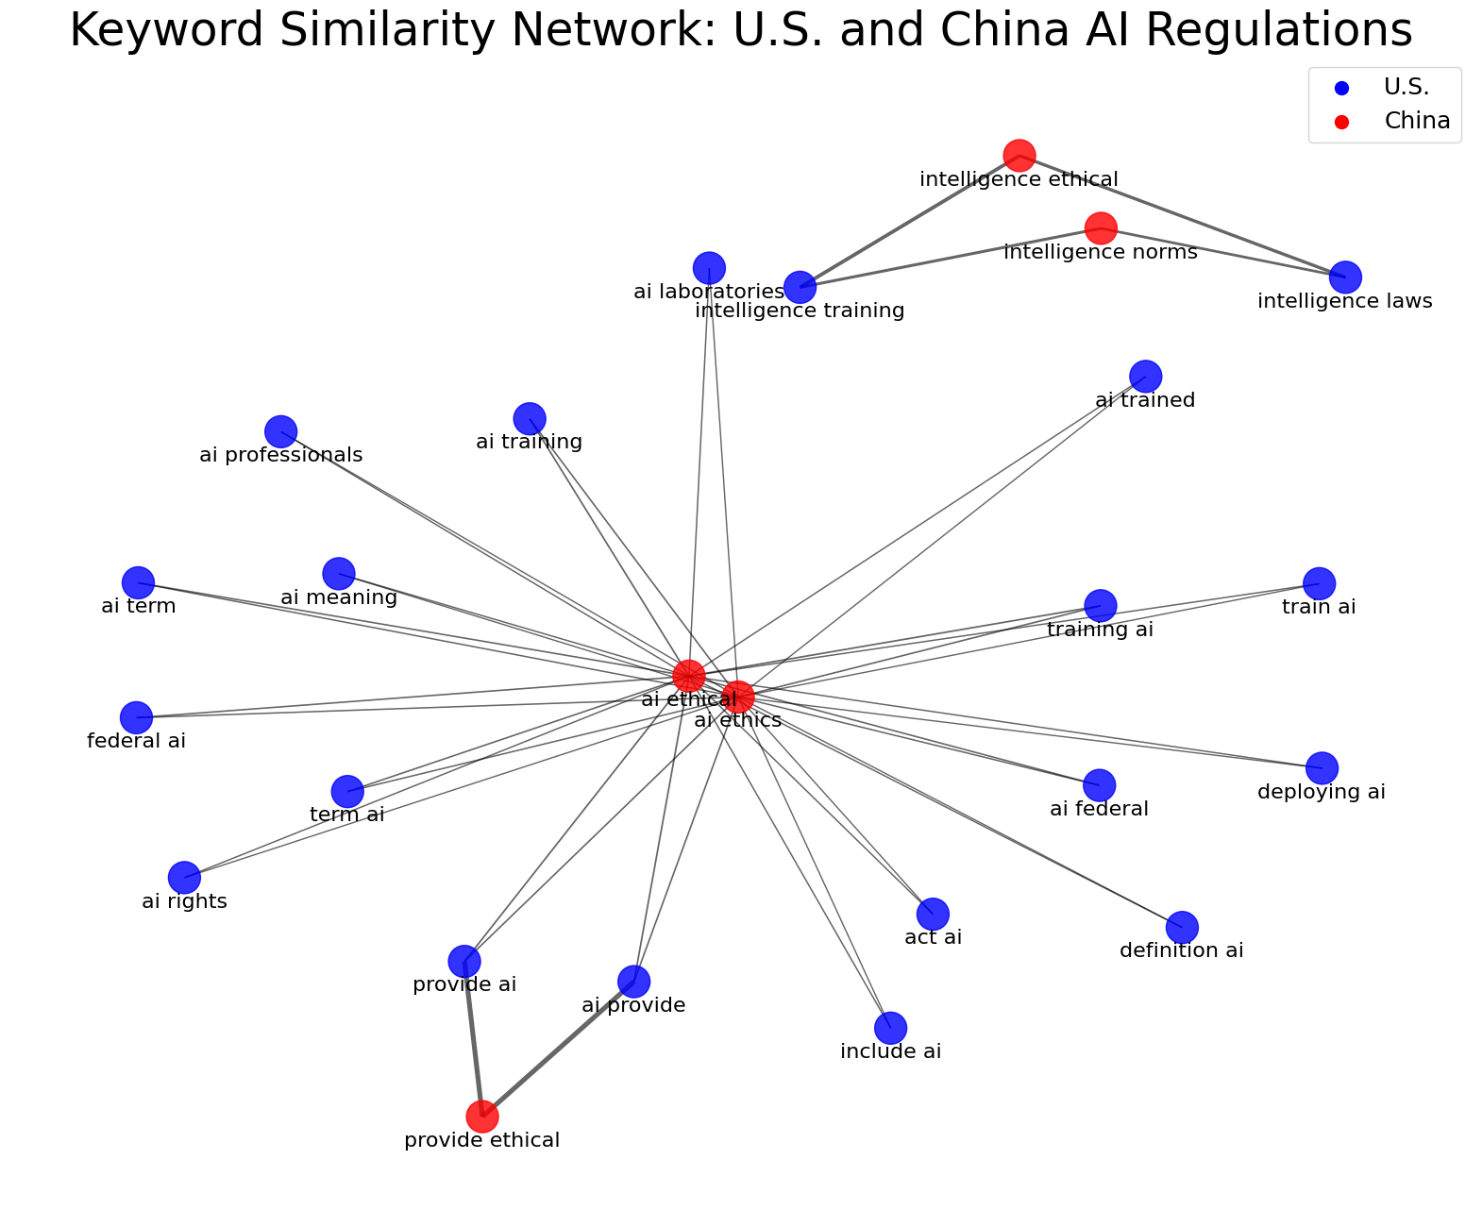 Keyword Similarity Network: U.S. and China AI Regulations
U.S.
China
intelligence ethical
intelligence norms
ai laboratories
intelligence training
intelligence laws
ai trained
ai training
ai professionals
ai term
ai meaning
training ai
train ai
ai ethical
ai ethics
federal ai
term ai
ai federal
deploying ai
ai rights
act ai
definition ai
provide ai
ai provide
include ai
provide ethical